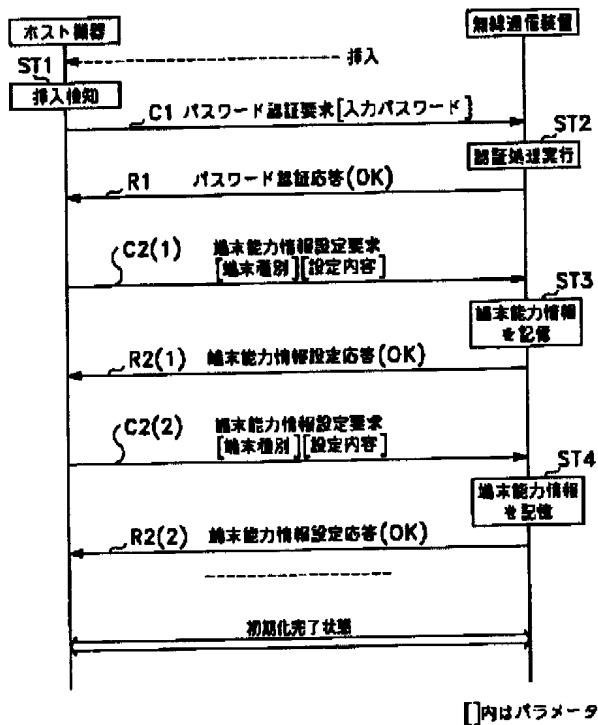 ホスト機器
無線通信装置
挿入
ST1
挿入検知
C1 パスワード認証要求[入力パスワード]
ST2
認証処理実行
R1 パスワード認証応答(OK)
C2(1) 端末能力情報設定要求
[端末種別][設定内容]
ST3
端末能力情報
を記憶
R2(1) 端末能力情報設定応答(OK)
C2(2) 端末能力情報設定要求
[端末種別][設定内容]
ST4
端末能力情報
を記憶
R2(2) 端末能力情報設定応答(OK)
初期化完了状態
[]内はパラメータ